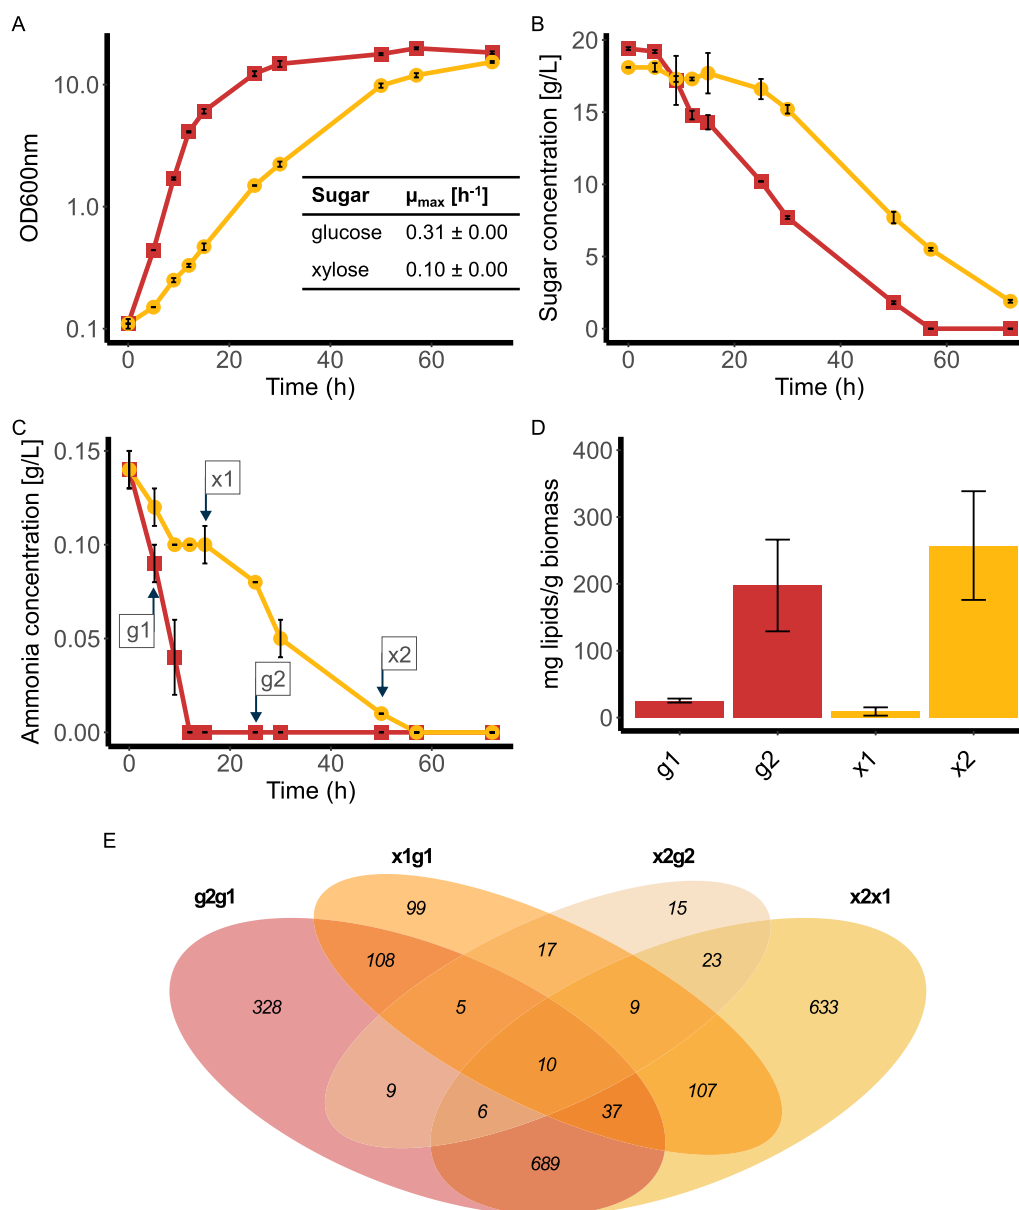 A
OD600nm
10.0
1.0
0.1
0 20 40 60
Time (h)
Sugar μmax [h-1]
glucose 0.31 ± 0.00
xylose 0.10 ± 0.00
B
Sugar concentration [g/L]
20
15
10
5
0
0 20 40 60
Time (h)
C
Ammonia concentration [g/L]
0.15
0.10
0.05
0.00
0 20 40 60
Time (h)
x1
g1
g2
x2
D
mg lipids/g biomass
400
300
200
100
0
g1 g2 x1 x2
E
x1g1 x2g2
g2g1 x2x1
99 15
108 17 23
328 5 9 633
10
9 6 37 107
689